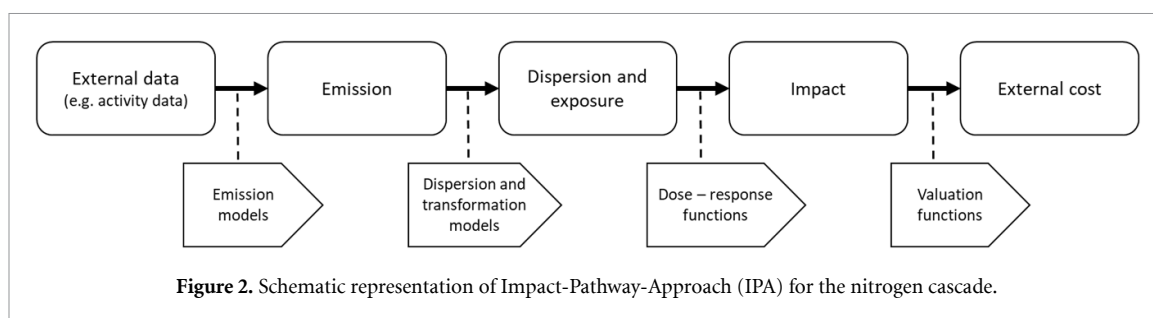 External data
(e.g. activity data)
Emission
Dispersion and
exposure
Impact
External cost
Emission
models
Dispersion and
transformation
models
Dose – response
functions
Valuation
functions
Figure 2. Schematic representation of Impact-Pathway-Approach (IPA) for the nitrogen cascade.